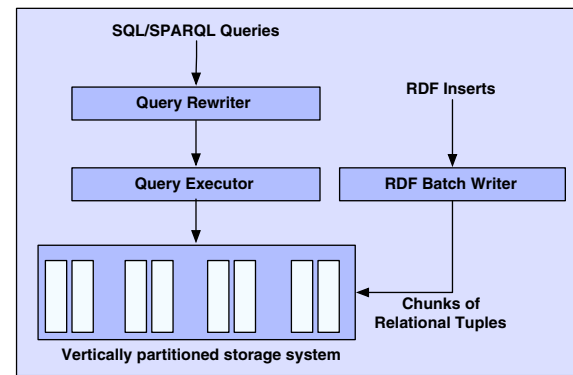 SQL/SPARQL Queries
RDF Inserts
Query Rewriter
Query Executor
RDF Batch Writer
Chunks of
Relational Tuples
Vertically partitioned storage system